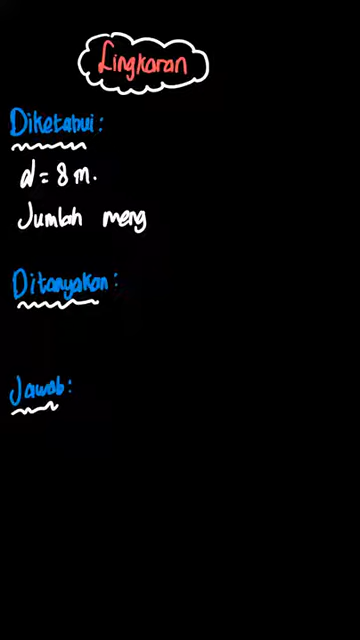 Lingkaran
Diketahui:
d = 8 m.
Jumlah meng
Ditanyakan:
Jawab: